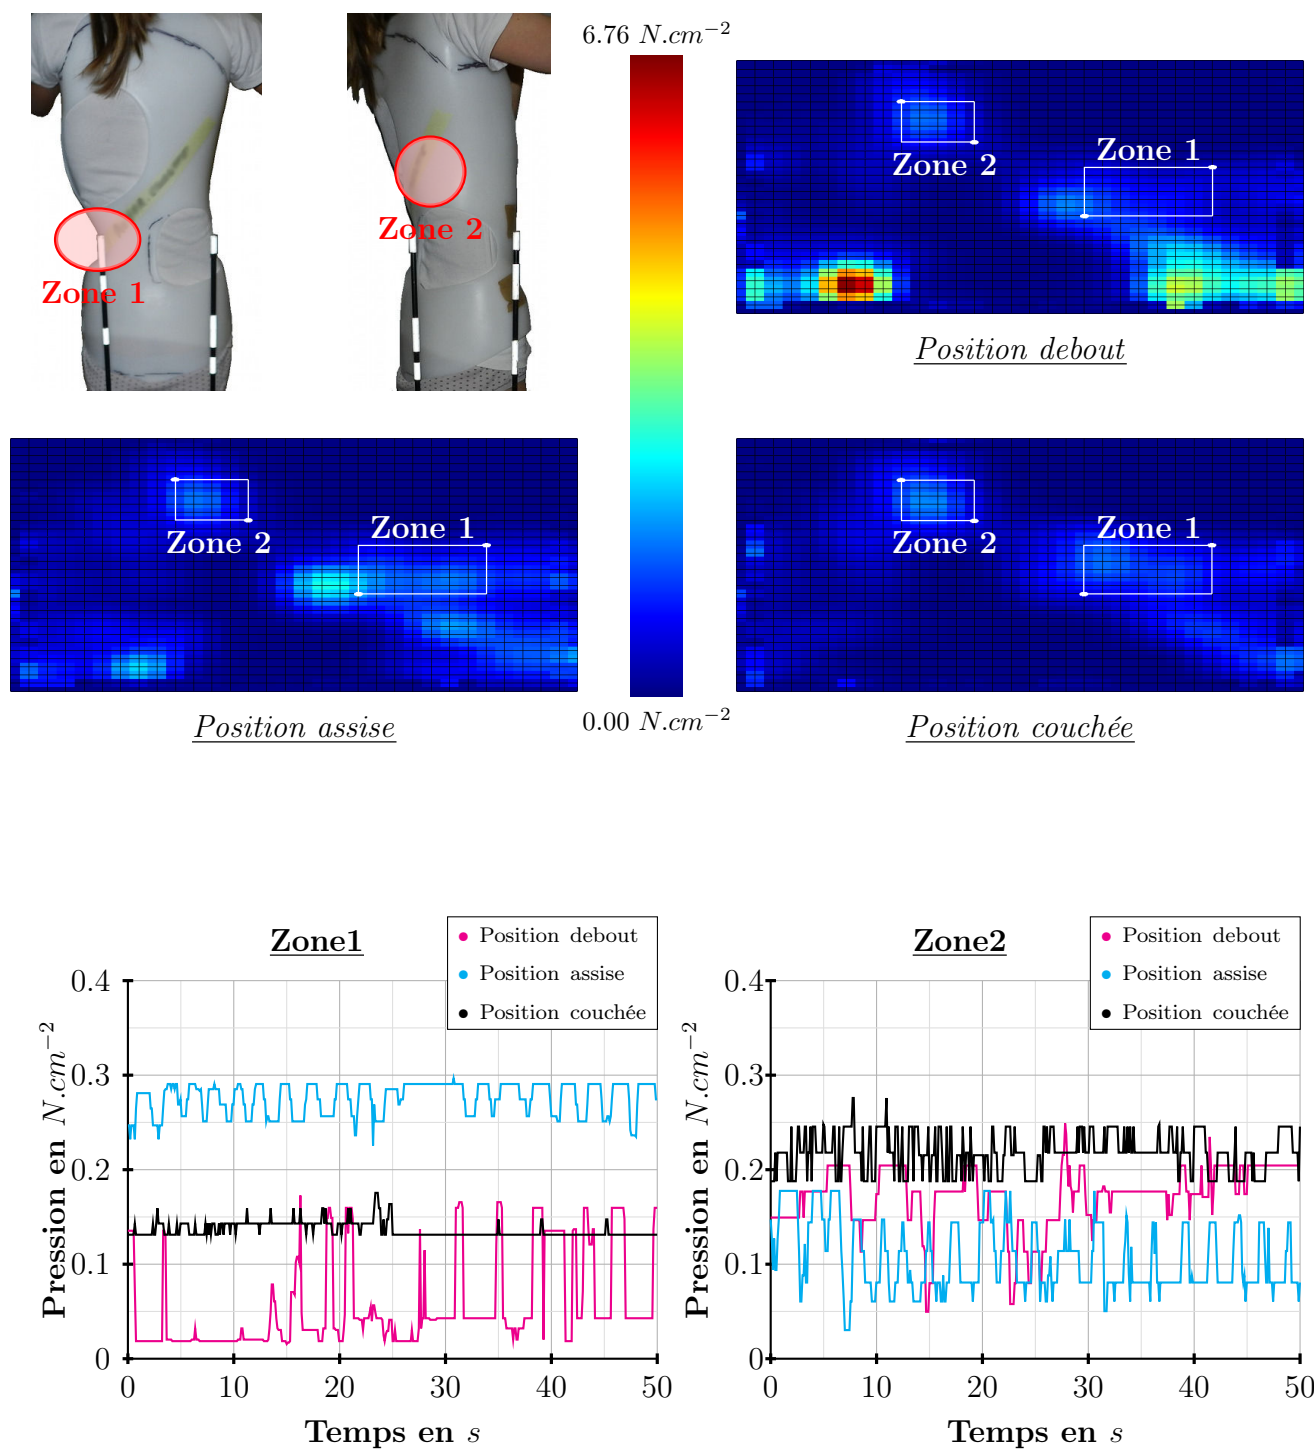 6.76 N.cm−2
Zone 1
Zone 2
Zone 2
Zone 1
Position debout
Zone 2
Zone 1
Zone 2
Zone 1
0.00 N.cm−2
Position assise
Position couchée
Zone1
Position debout
Position assise
Position couchée
0.4
0.3
0.2
0.1
0
Pression en N.cm−2
0 10 20 30 40 50
Temps en s
Zone2
Position debout
Position assise
Position couchée
0.4
0.3
0.2
0.1
0
Pression en N.cm−2
0 10 20 30 40 50
Temps en s